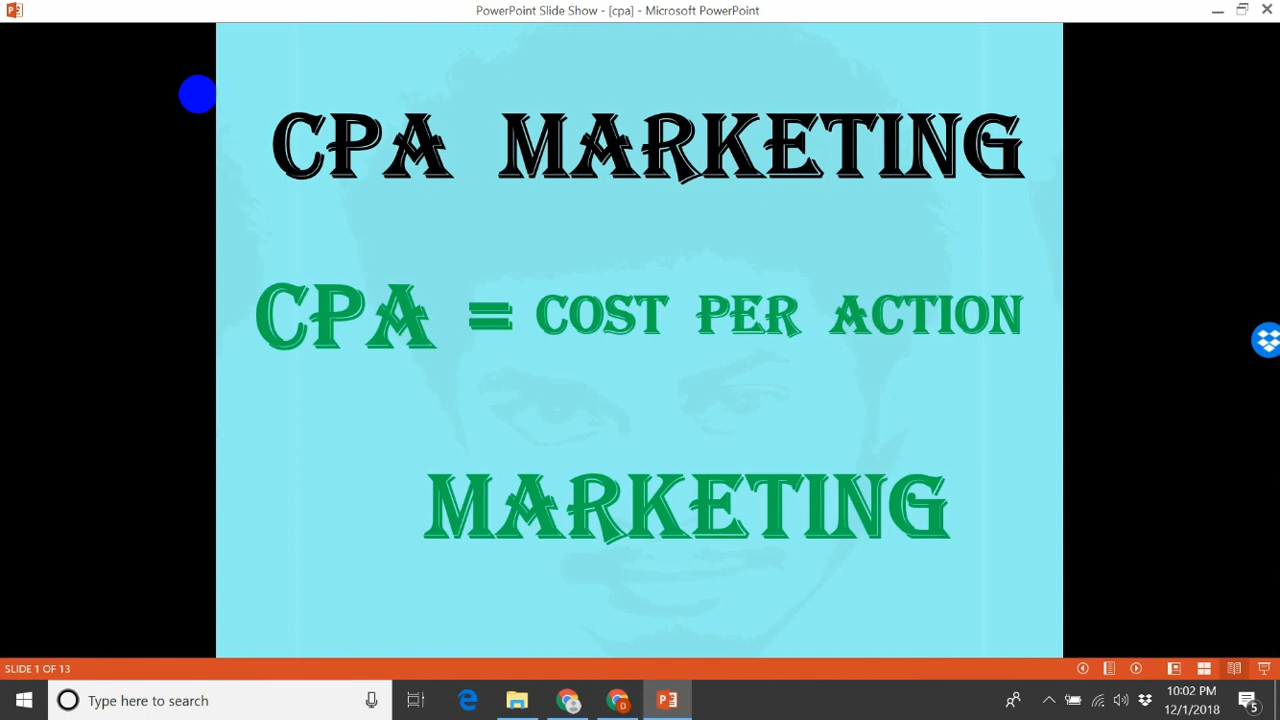 PowerPoint Slide Show - [cpa] - Microsoft PowerPoint
CPA MARKETING
CPA = COST PER ACTION
MARKETING
SLIDE 1 OF 13
Type here to search
10:02 PM
12/1/2018
5